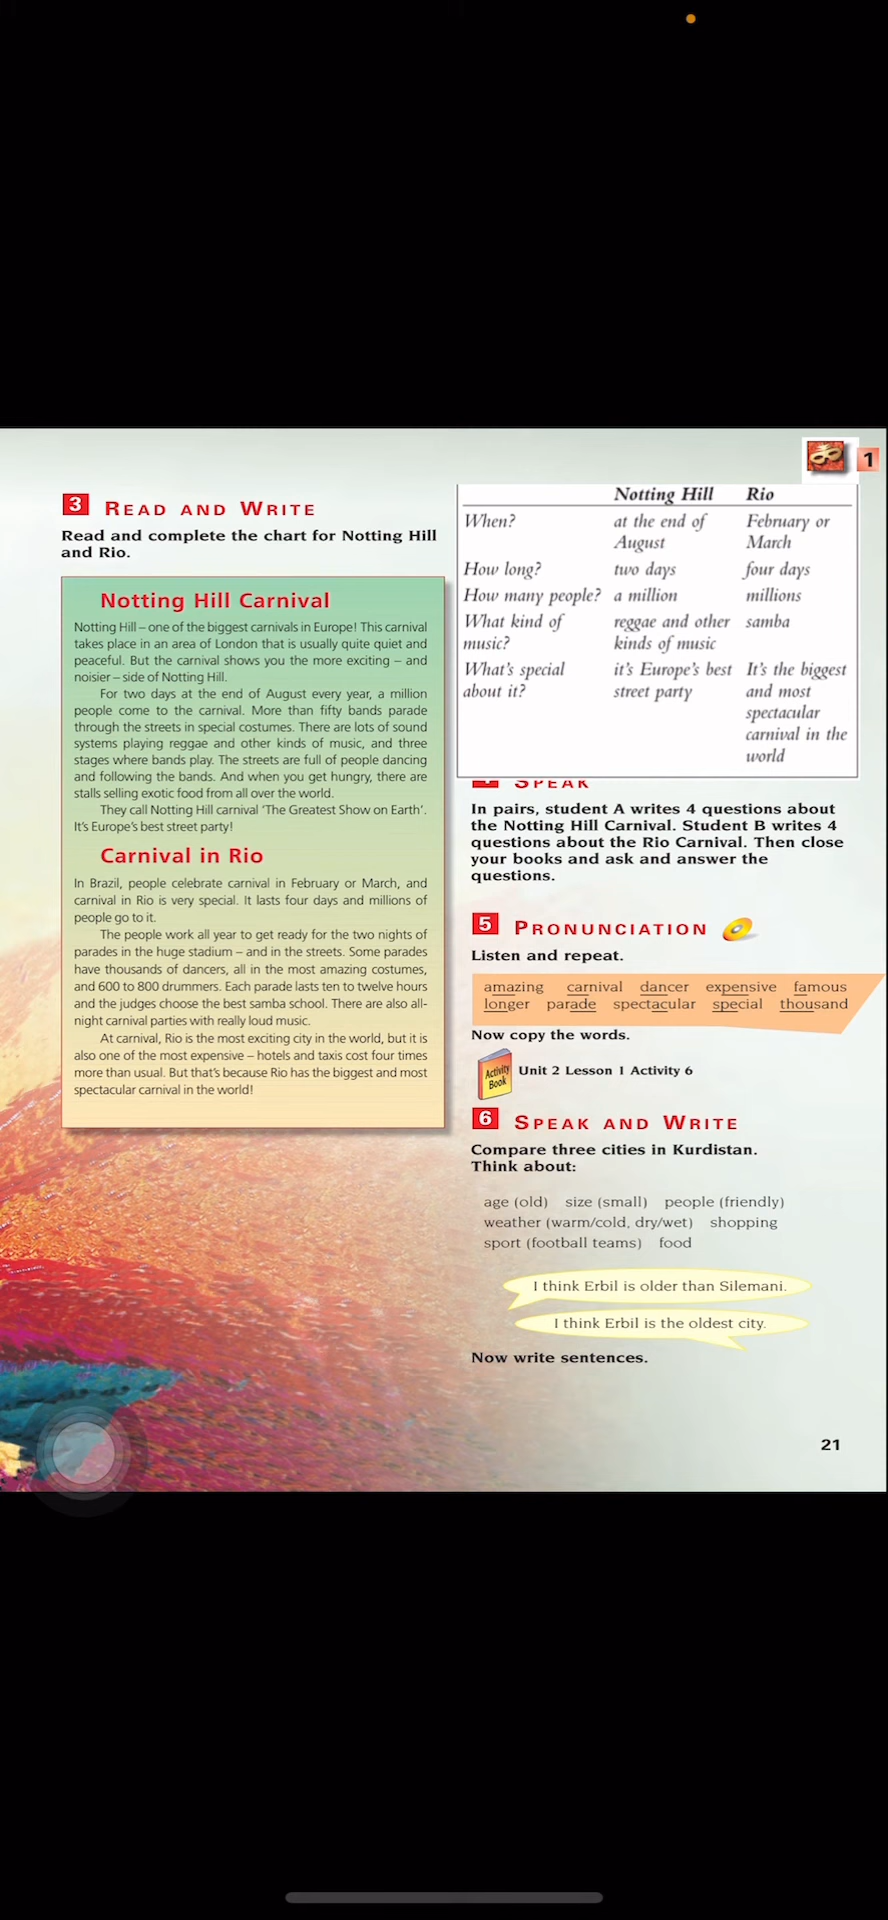 1
3 READ AND WRITE
Read and complete the chart for Notting Hill
and Rio.
Notting Hill Carnival
Notting Hill – one of the biggest carnivals in Europe! This carnival
takes place in an area of London that is usually quite quiet and
peaceful. But the carnival shows you the more exciting – and
noisier – side of Notting Hill.
For two days at the end of August every year, a million
people come to the carnival. More than fifty bands parade
through the streets in special costumes. There are lots of sound
systems playing reggae and other kinds of music, and three
stages where bands play. The streets are full of people dancing
and following the bands. And when you get hungry, there are
stalls selling exotic food from all over the world.
They call Notting Hill carnival ‘The Greatest Show on Earth’.
It’s Europe’s best street party!
Carnival in Rio
In Brazil, people celebrate carnival in February or March, and
carnival in Rio is very special. It lasts four days and millions of
people go to it.
The people work all year to get ready for the two nights of
parades in the huge stadium – and in the streets. Some parades
have thousands of dancers, all in the most amazing costumes,
and 600 to 800 drummers. Each parade lasts ten to twelve hours
and the judges choose the best samba school. There are also all-
night carnival parties with really loud music.
At carnival, Rio is the most exciting city in the world, but it is
also one of the most expensive – hotels and taxis cost four times
more than usual. But that’s because Rio has the biggest and most
spectacular carnival in the world!
Notting Hill Rio
When? at the end of February or
August March
How long? two days four days
How many people? a million millions
What kind of reggae and other samba
music? kinds of music
What’s special it’s Europe’s best It’s the biggest
about it? street party and most
spectacular
carnival in the
world
SPEAK
In pairs, student A writes 4 questions about
the Notting Hill Carnival. Student B writes 4
questions about the Rio Carnival. Then close
your books and ask and answer the
questions.
5 PRONUNCIATION
Listen and repeat.
amazing carnival dancer expensive famous
longer parade spectacular special thousand
Now copy the words.
Activity
Book
Unit 2 Lesson 1 Activity 6
6 SPEAK AND WRITE
Compare three cities in Kurdistan.
Think about:
age (old) size (small) people (friendly)
weather (warm/cold, dry/wet) shopping
sport (football teams) food
I think Erbil is older than Silemani.
I think Erbil is the oldest city.
Now write sentences.
21